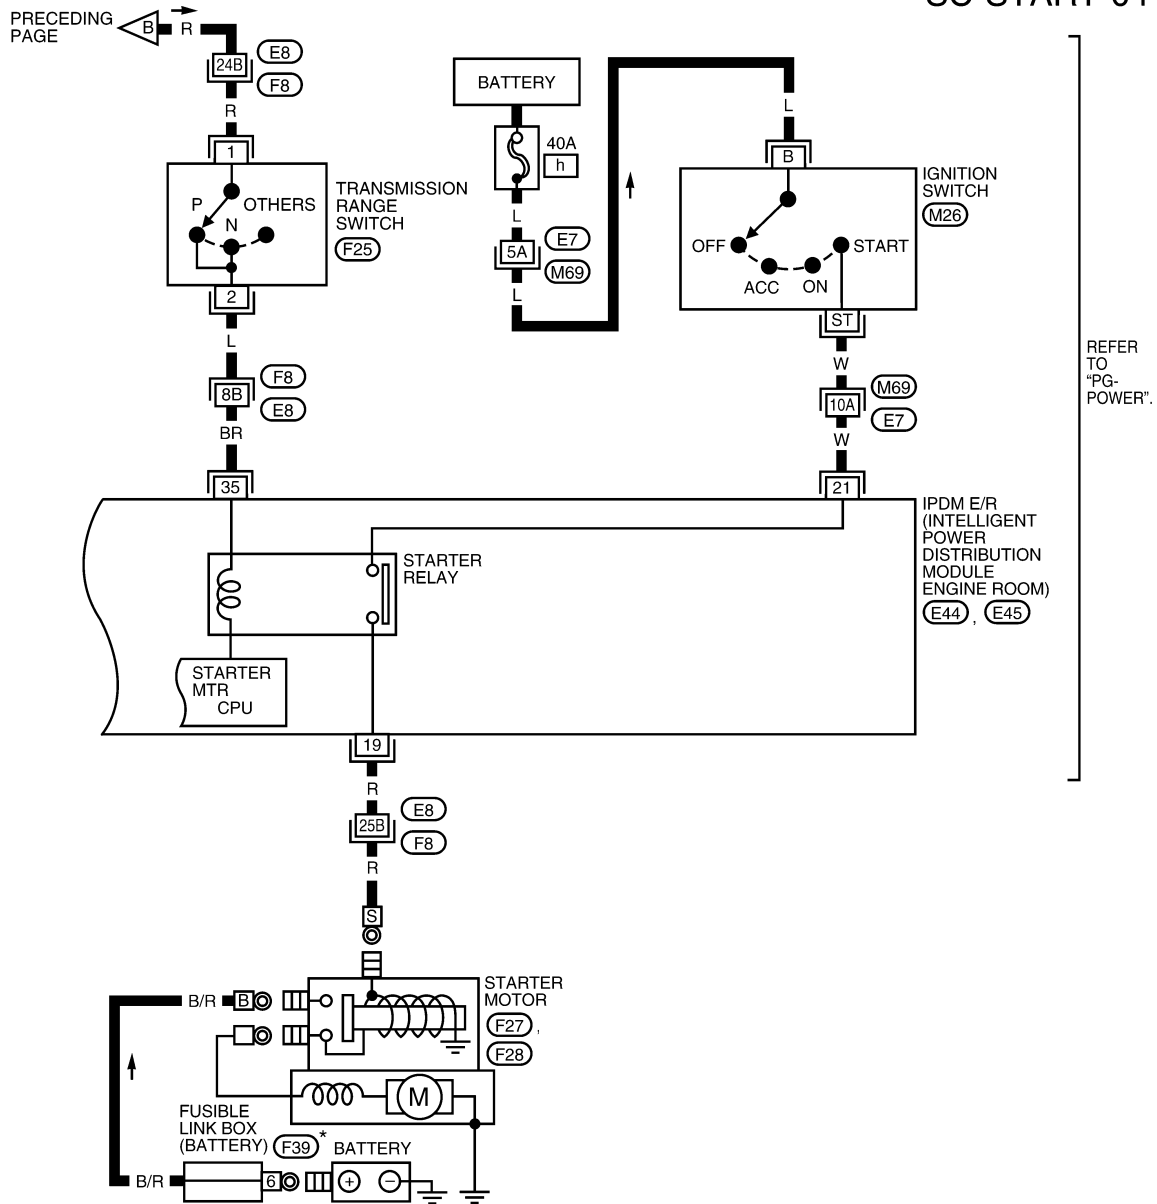 PRECEDING
PAGE
B
R
24B
E8
F8
R
1
TRANSMISSION
RANGE
SWITCH
F25
P
N
OTHERS
2
L
8B
F8
E8
BR
35
BATTERY
40A
h
L
5A
E7
M69
L
L
B
IGNITION
SWITCH
M26
OFF
ACC
ON
START
ST
W
10A
M69
E7
W
21
REFER
TO
“PG-
POWER”.
IPDM E/R
(INTELLIGENT
POWER
DISTRIBUTION
MODULE
ENGINE ROOM)
E44 , E45
STARTER
RELAY
STARTER
MTR
CPU
19
R
25B
E8
F8
R
S
STARTER
MOTOR
F27 ,
F28
B/R
B
M
FUSIBLE
LINK BOX
(BATTERY) F39 *
BATTERY
B/R
6
+
−